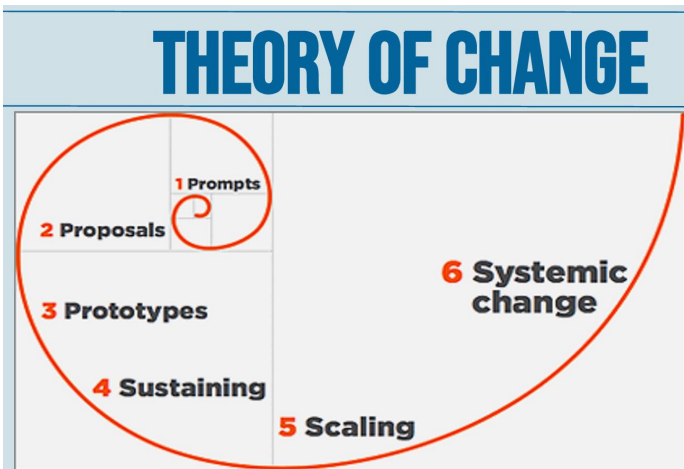 THEORY OF CHANGE
1 Prompts
2 Proposals
3 Prototypes
4 Sustaining
5 Scaling
6 Systemic
change